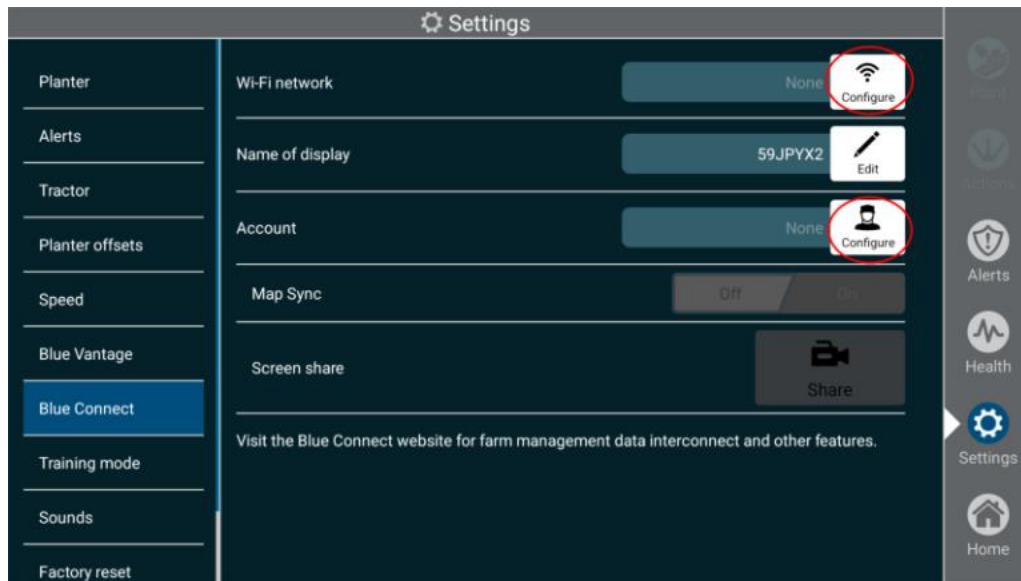 Settings
Planter
Alerts
Tractor
Planter offsets
Speed
Blue Vantage
Blue Connect
Training mode
Sounds
Factory reset
Wi-Fi network
None
Configure
Name of display
59JPYX2
Edit
Account
None
Configure
Map Sync
Off
On
Screen share
Share
Visit the Blue Connect website for farm management data interconnect and other features.
Plant
Actions
Alerts
Health
Settings
Home